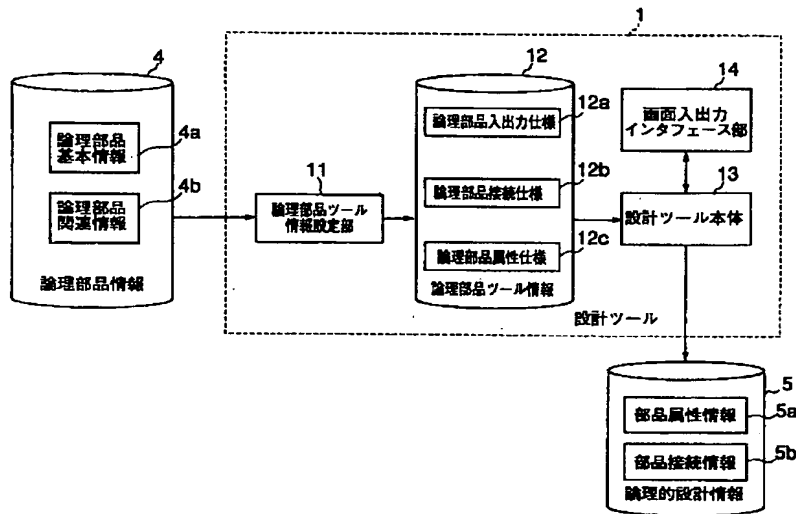 1
4
論理部品
基本情報
4a
論理部品
関連情報
4b
論理部品情報
11
論理部品ツール
情報設定部
12
論理部品入出力仕様
12a
論理部品接続仕様
12b
論理部品属性仕様
12c
論理部品ツール情報
14
画面入出力
インタフェース部
13
設計ツール本体
設計ツール
5
部品属性情報
5a
部品接続情報
5b
論理的設計情報